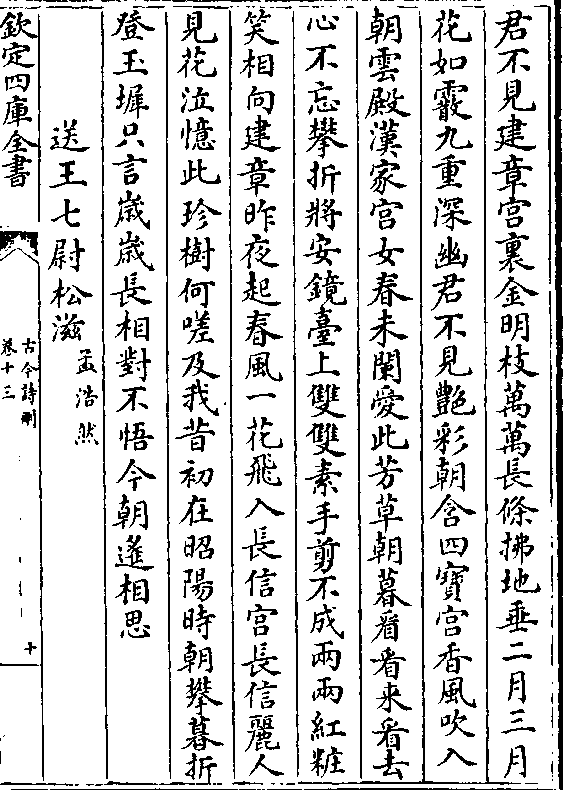 君不見建章宮裏金明枝萬萬長條拂地垂二月三月
花如霰九重深幽君不見艶彩朝含四寳宮香風吹入
朝雲殿漢家宮女春未闌愛此芳草朝暮看看来看去
心不忘攀折將安鏡臺上雙雙素手剪不成兩兩紅粧
笑相向建章昨夜起春風一花飛入長信宮長信麗人
見花泣憶此珍樹何嗟及我昔初在昭陽時朝攀暮折
登玉墀只言歳歳長相對不悟今朝遙相思
送王七尉松滋
孟浩然
欽定四庫全書
古今詩刪
卷十三
十